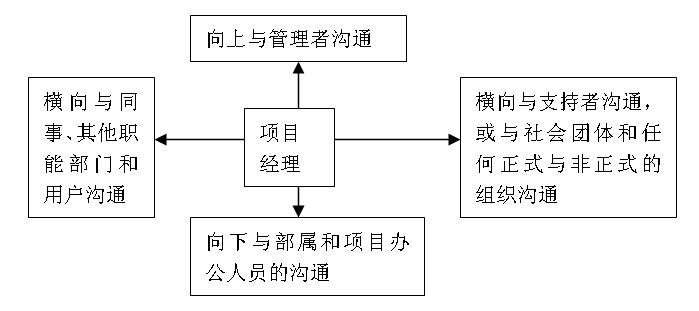 向上与管理者沟通
横向与同
事、其他职
能部门和
用户沟通
项目
经理
横向与支持者沟通，
或与社会团体和任
何正式与非正式的
组织沟通
向下与部属和项目办
公人员的沟通